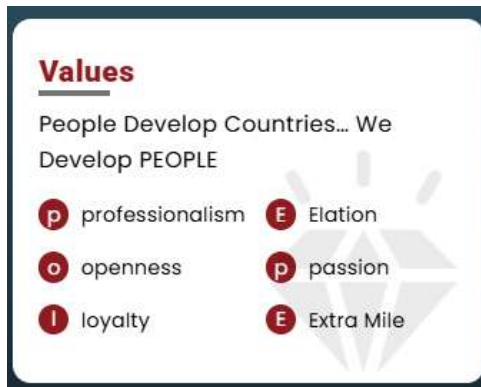 Values
People Develop Countries... We
Develop PEOPLE
p professionalism E Elation
o openness p passion
l loyalty E Extra Mile